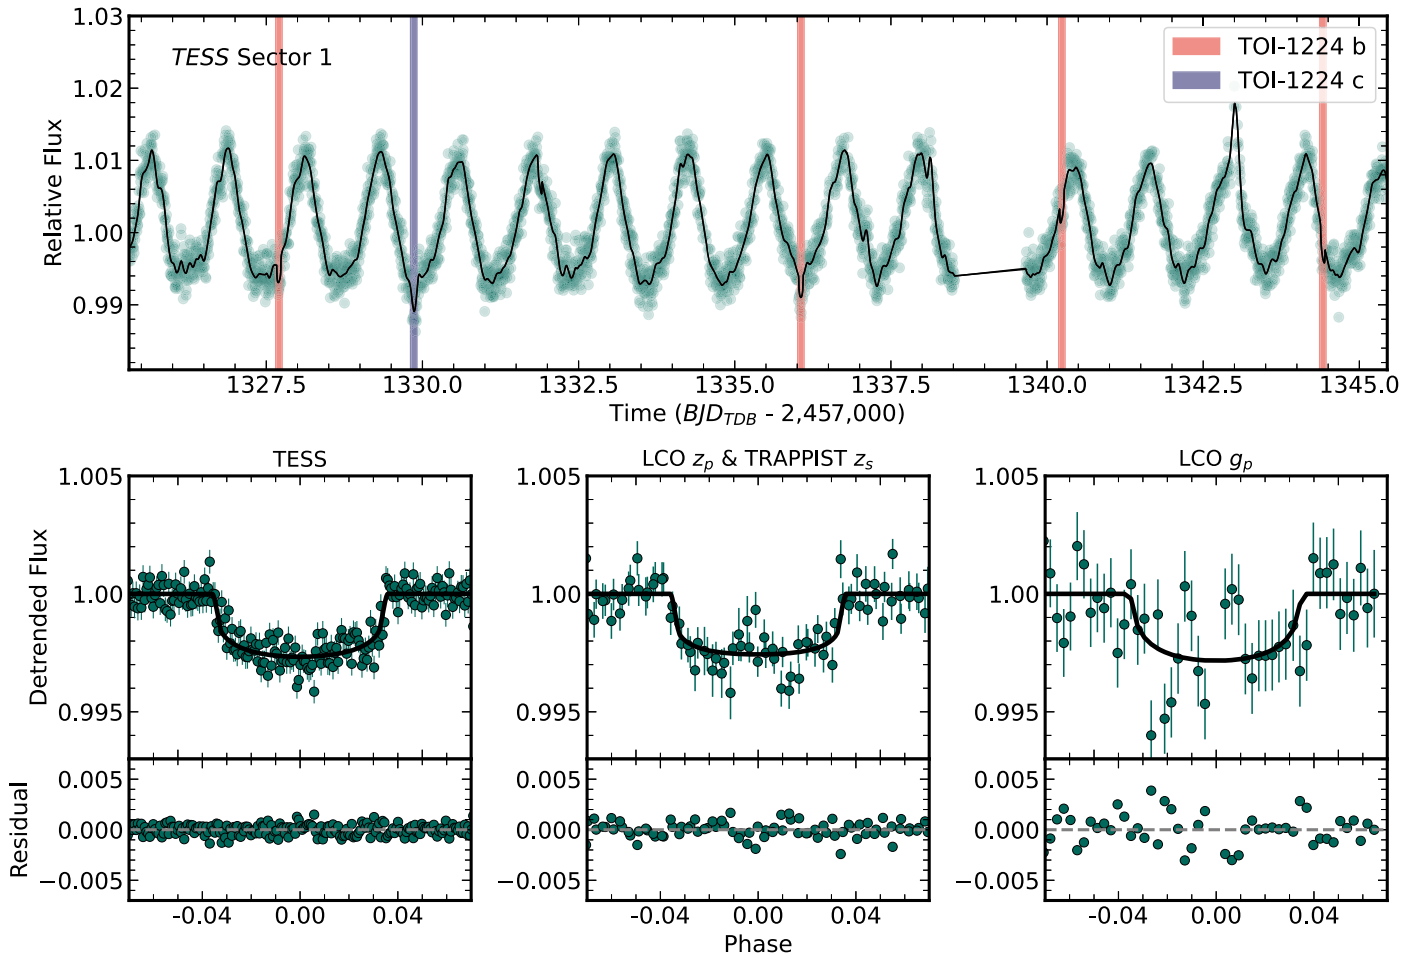 1.03
1.02
1.01
1.00
0.99
Relative Flux
TESS Sector 1
TOI-1224 b
TOI-1224 c
1327.5 1330.0 1332.5 1335.0 1337.5 1340.0 1342.5 1345.0
Time (BJD_TDB - 2,457,000)
TESS
LCO z_p & TRAPPIST z_s
LCO g_p
1.005 1.005 1.005
1.00 1.00 1.00
0.995 0.995 0.995
Detrended Flux
0.005 0.005 0.005
0.000 0.000 0.000
−0.005 −0.005 −0.005
Residual
-0.04 0.00 0.04 -0.04 0.00 0.04 -0.04 0.00 0.04
Phase